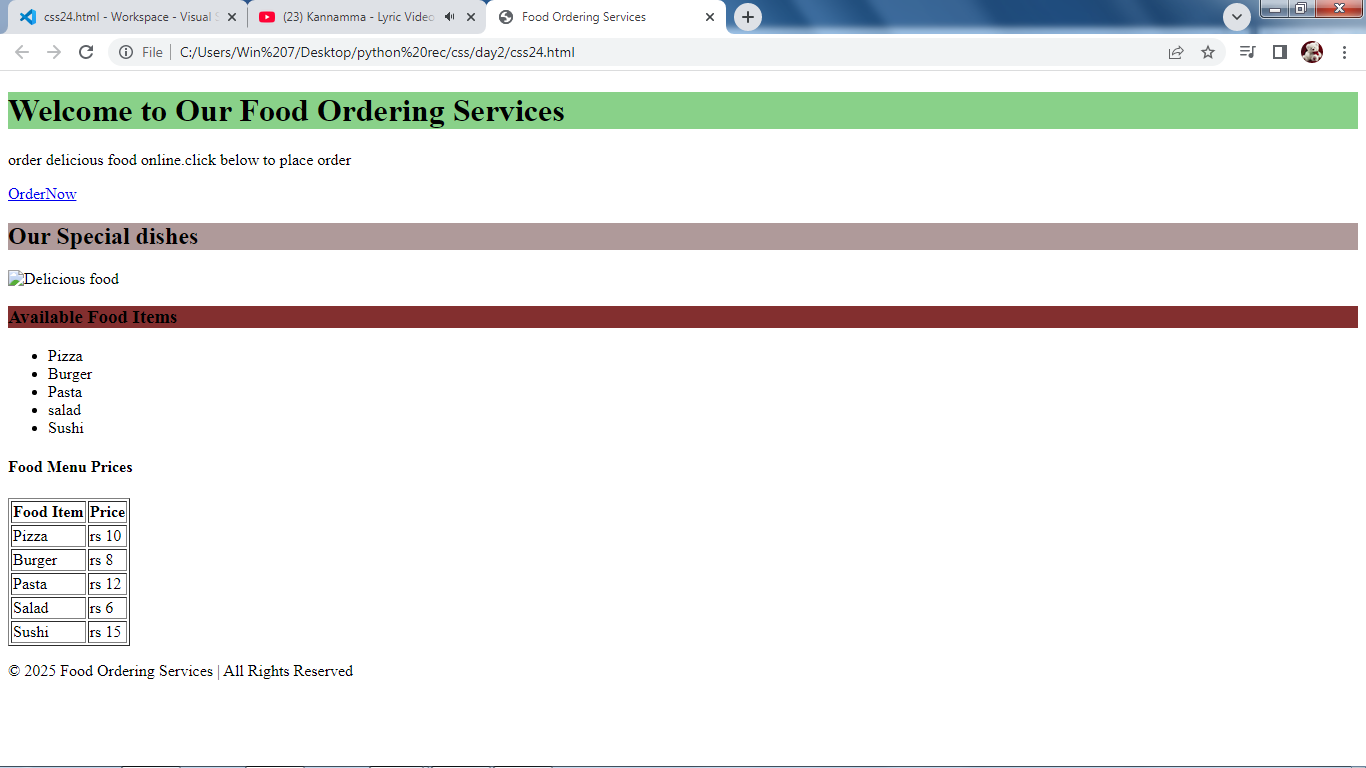 css24.html - Workspace - Visual S
(23) Kannamma - Lyric Video
Food Ordering Services
File
C:/Users/Win%207/Desktop/python%20rec/css/day2/css24.html
Welcome to Our Food Ordering Services
order delicious food online.click below to place order
OrderNow
Our Special dishes
Delicious food
Available Food Items
• Pizza
• Burger
• Pasta
• salad
• Sushi
Food Menu Prices
Food Item Price
Pizza rs 10
Burger rs 8
Pasta rs 12
Salad rs 6
Sushi rs 15
© 2025 Food Ordering Services | All Rights Reserved